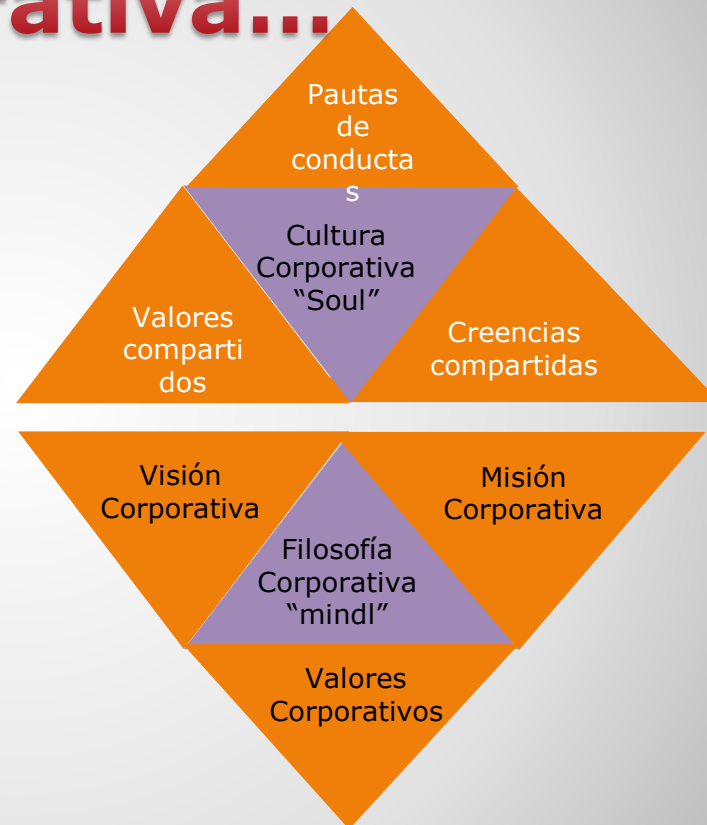 rativa...
Pautas
de
conducta
s
Cultura
Corporativa
“Soul”
Valores
comparti
dos
Creencias
compartidas
Visión
Corporativa
Misión
Corporativa
Filosofía
Corporativa
“mindl”
Valores
Corporativos